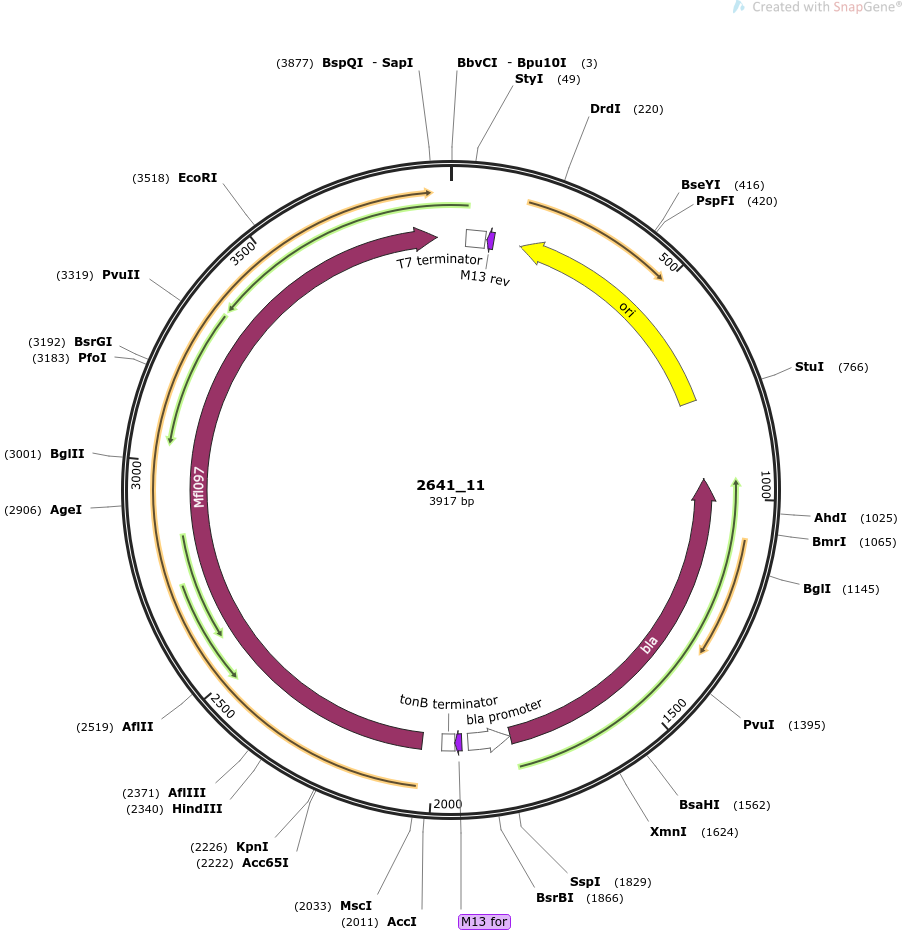 Created with SnapGene®
(3877) BspQI - SapI
BbvCI - Bpu10I (3)
StyI (49)
DrdI (220)
BseYI (416)
PspFI (420)
StuI (766)
AhdI (1025)
BmrI (1065)
BglI (1145)
PvuI (1395)
BsaHI (1562)
XmnI (1624)
SspI (1829)
BsrBI (1866)
M13 for
(2011) AccI
(2033) MscI
(2222) Acc65I
(2226) KpnI
(2340) HindIII
(2371) AflIII
(2519) AflII
(2906) AgeI
(3001) BglII
(3183) PfoI
(3192) BsrGI
(3319) PvuII
(3518) EcoRI
500
1000
1500
2000
2500
3000
3500
T7 terminator
M13 rev
ori
bla
bla promoter
tonB terminator
Mfl097
2641_11
3917 bp